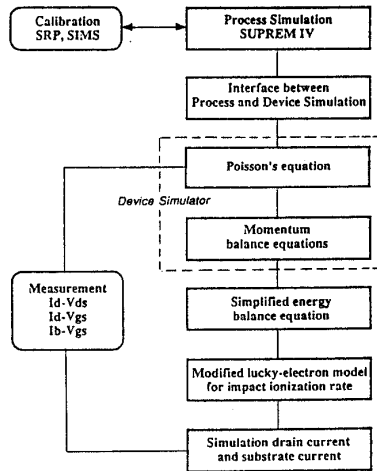 Calibration
SRP, SIMS
Process Simulation
SUPREM IV
Interface between
Process and Device Simulation
Poisson's equation
Device Simulator
Momentum
balance equations
Measurement
Id-Vds
Id-Vgs
Ib-Vgs
Simplified energy
balance equation
Modified lucky-electron model
for impact ionization rate
Simulation drain current
and substrate current